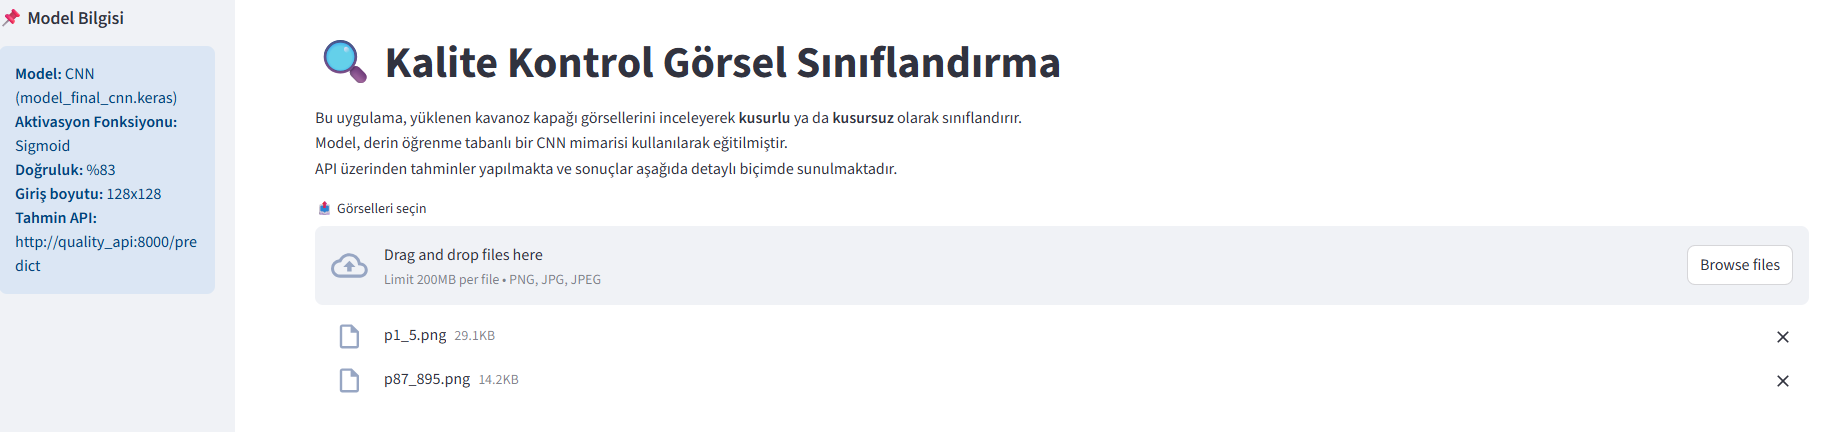 Model Bilgisi
Model: CNN
(model_final_cnn.keras)
Aktivasyon Fonksiyonu:
Sigmoid
Doğruluk: %83
Giriş boyutu: 128x128
Tahmin API:
http://quality_api:8000/pre
dict
Kalite Kontrol Görsel Sınıflandırma
Bu uygulama, yüklenen kavanoz kapağı görsellerini inceleyerek kusurlu ya da kusursuz olarak sınıflandırır.
Model, derin öğrenme tabanlı bir CNN mimarisi kullanılarak eğitilmiştir.
API üzerinden tahminler yapılmakta ve sonuçlar aşağıda detaylı biçimde sunulmaktadır.
Görselleri seçin
Drag and drop files here
Limit 200MB per file • PNG, JPG, JPEG
Browse files
p1_5.png 29.1KB
p87_895.png 14.2KB